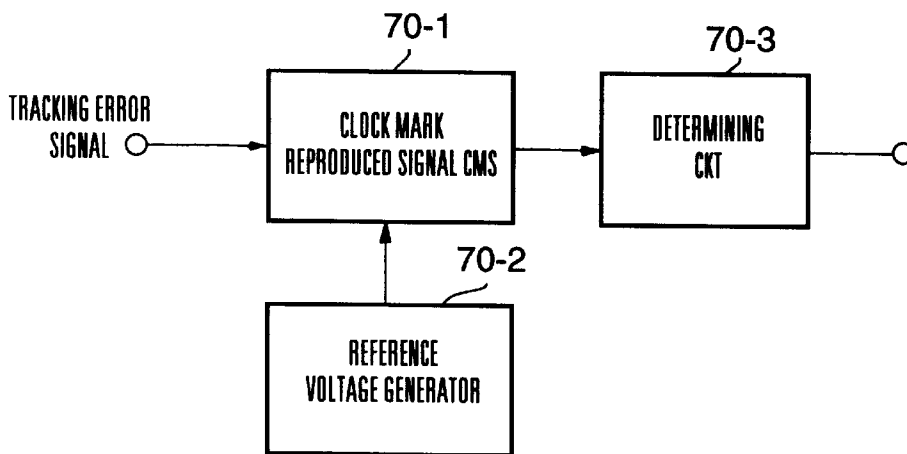 70-1
70-3
TRACKING ERROR
SIGNAL
CLOCK MARK
REPRODUCED SIGNAL CMS
DETERMINING
CKT
70-2
REFERENCE
VOLTAGE GENERATOR